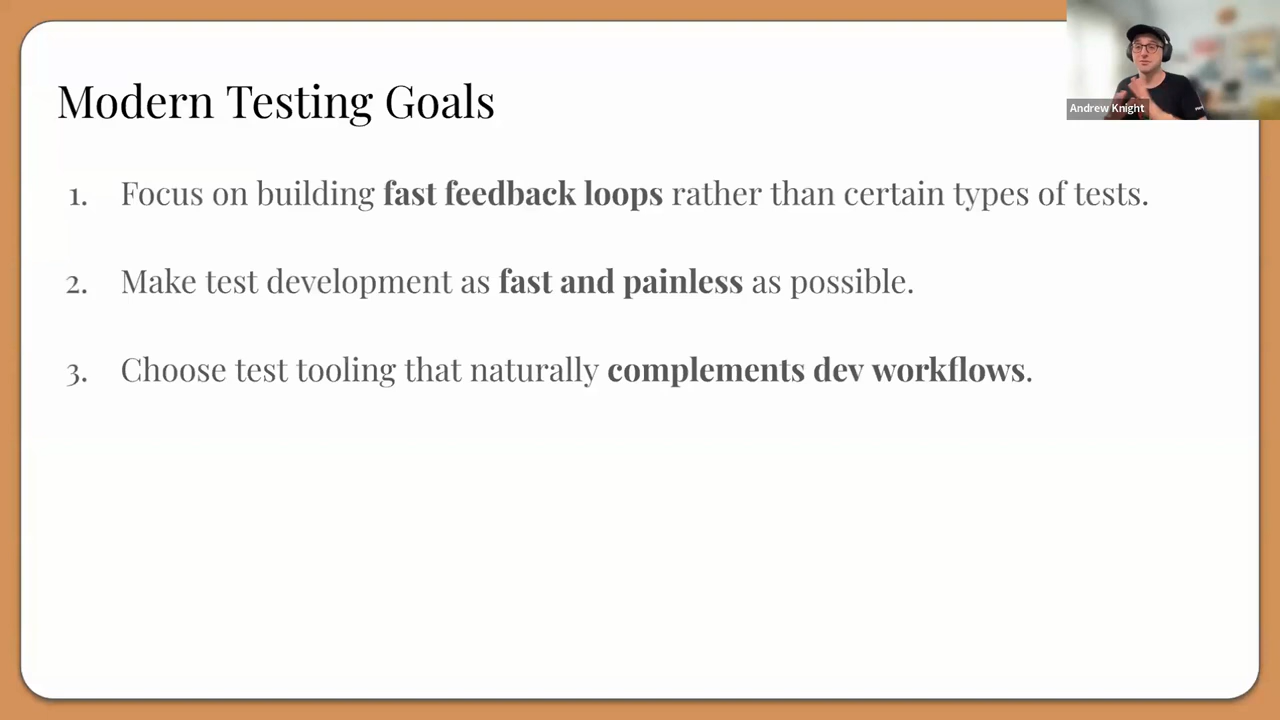 Modern Testing Goals
Andrew Knight
1. Focus on building fast feedback loops rather than certain types of tests.
2. Make test development as fast and painless as possible.
3. Choose test tooling that naturally complements dev workflows.